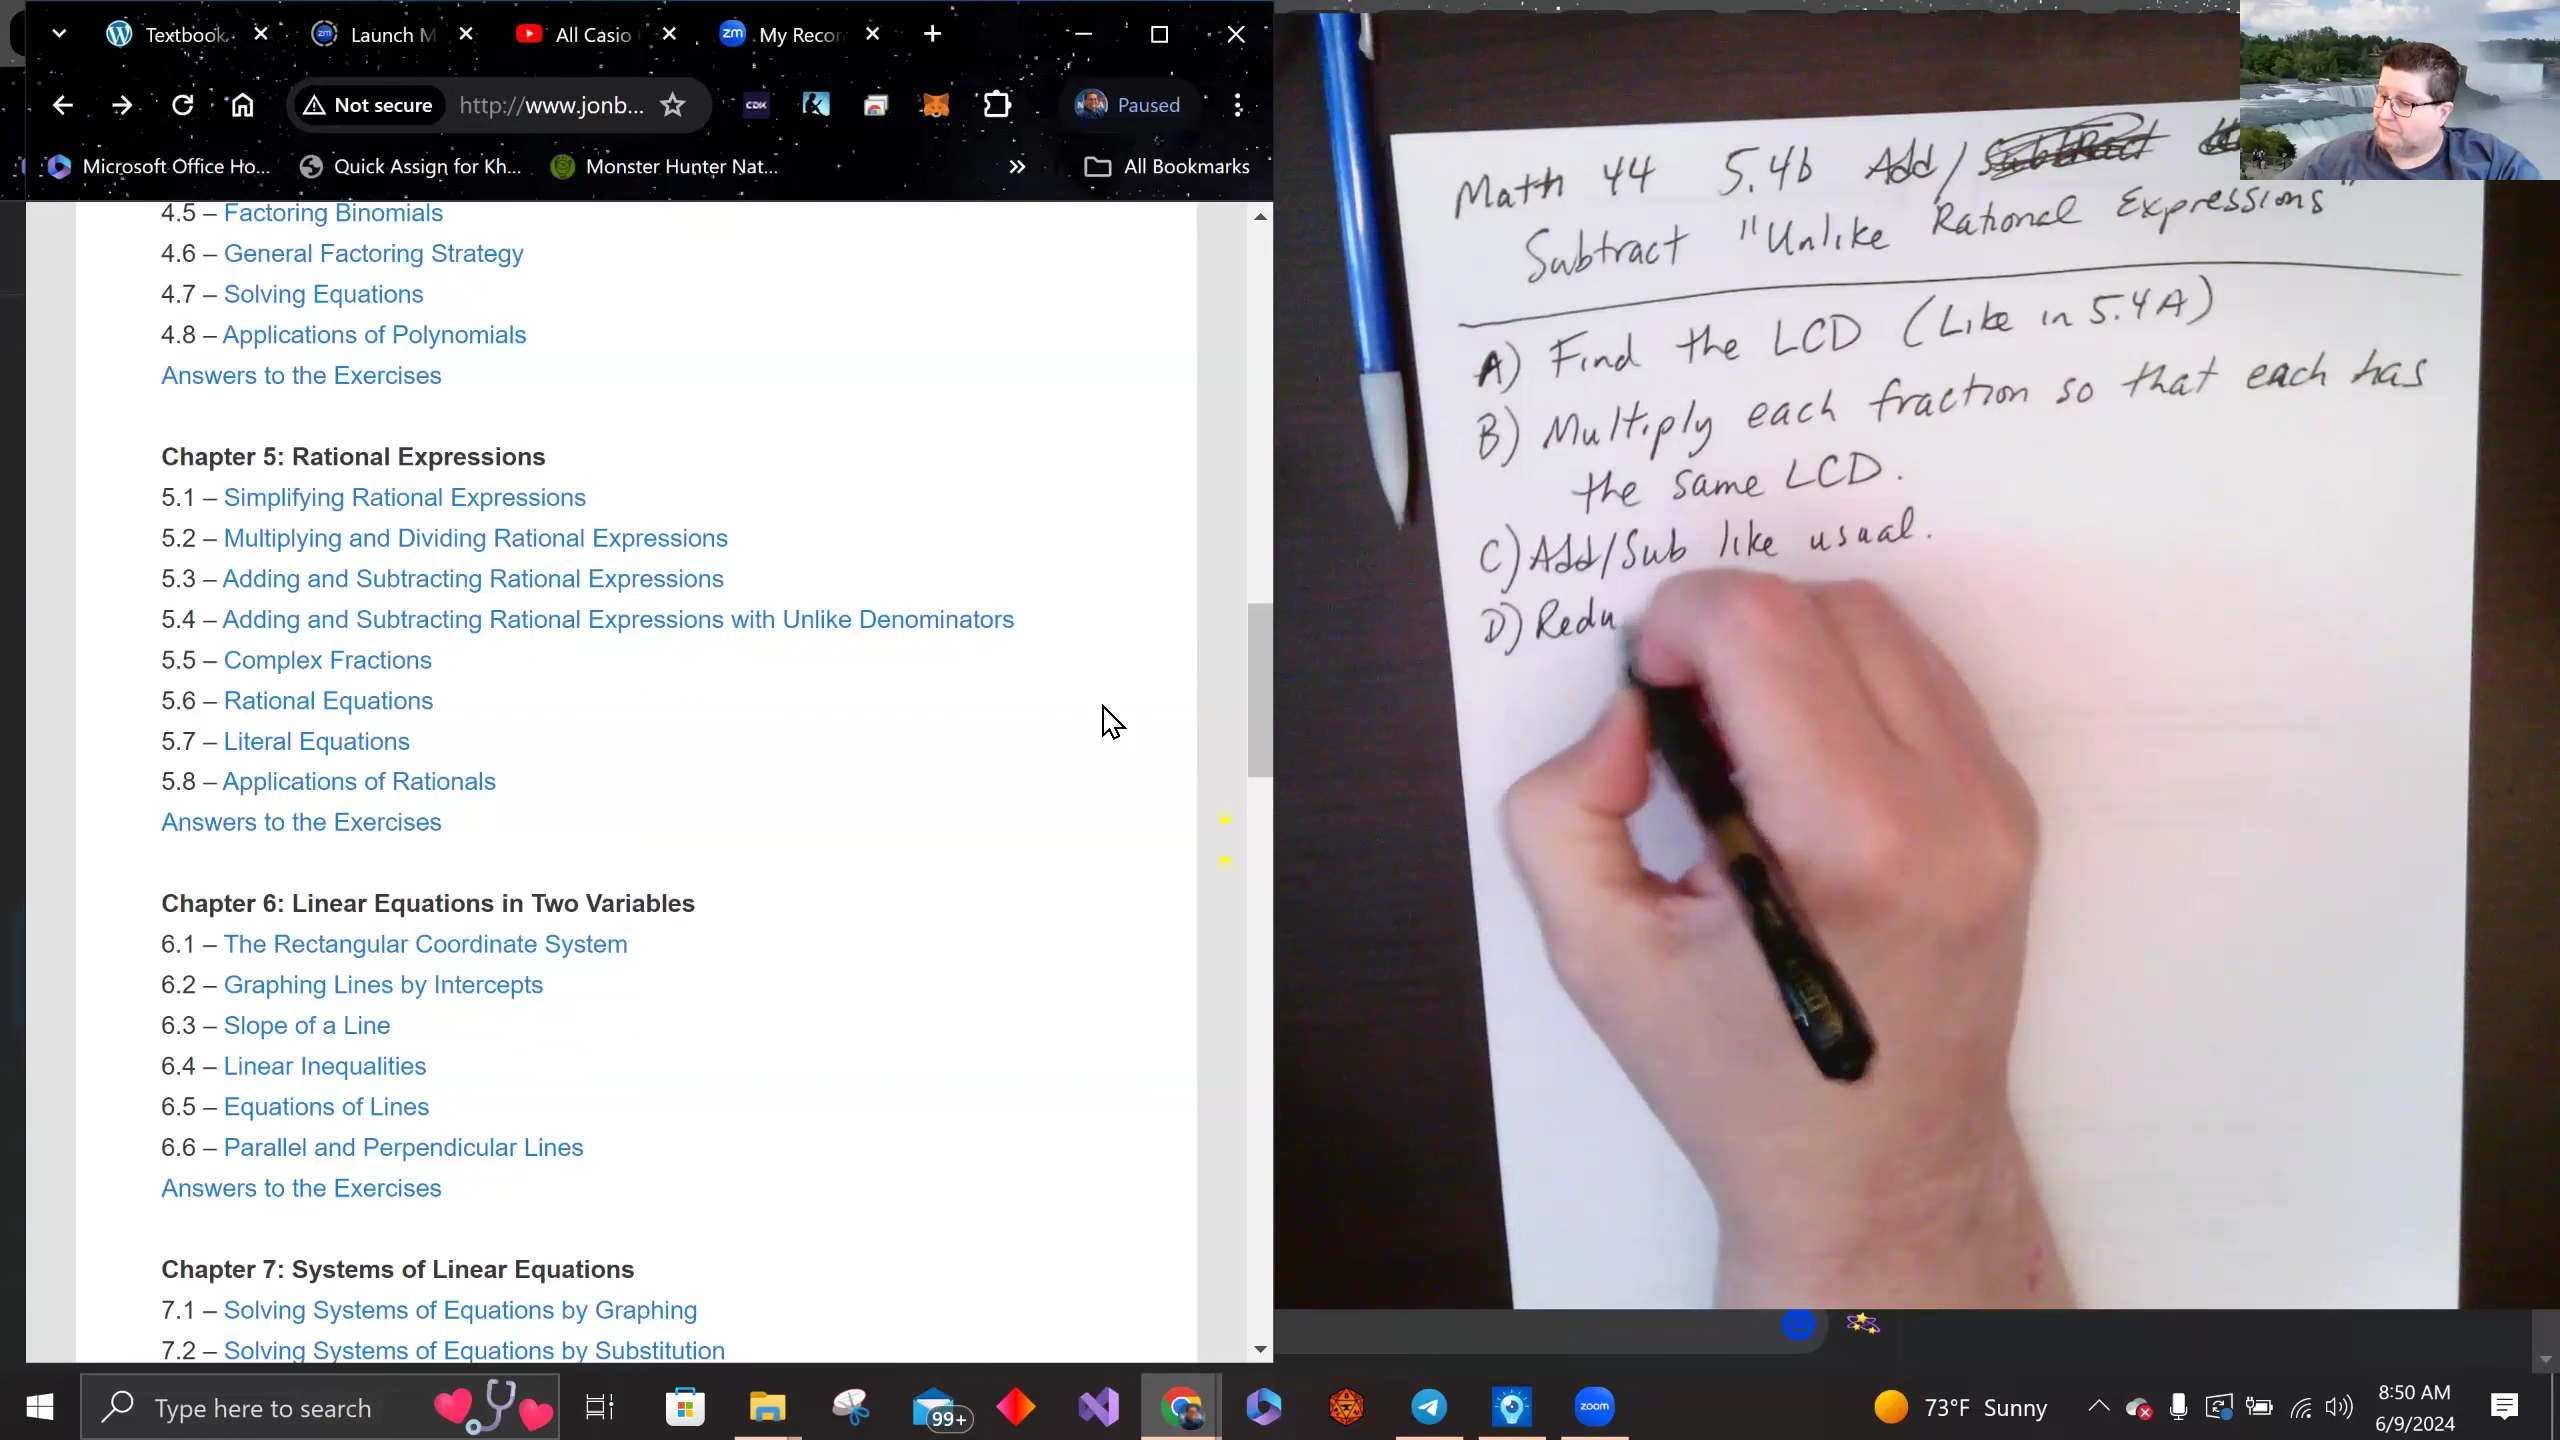 Textbook
Launch M
All Casio
My Recor
Not secure
http://www.jonb...
Paused
Microsoft Office Ho...
Quick Assign for Kh...
Monster Hunter Nat...
»
All Bookmarks
4.5 – Factoring Binomials
4.6 – General Factoring Strategy
4.7 – Solving Equations
4.8 – Applications of Polynomials
Answers to the Exercises
Chapter 5: Rational Expressions
5.1 – Simplifying Rational Expressions
5.2 – Multiplying and Dividing Rational Expressions
5.3 – Adding and Subtracting Rational Expressions
5.4 – Adding and Subtracting Rational Expressions with Unlike Denominators
5.5 – Complex Fractions
5.6 – Rational Equations
5.7 – Literal Equations
5.8 – Applications of Rationals
Answers to the Exercises
Chapter 6: Linear Equations in Two Variables
6.1 – The Rectangular Coordinate System
6.2 – Graphing Lines by Intercepts
6.3 – Slope of a Line
6.4 – Linear Inequalities
6.5 – Equations of Lines
6.6 – Parallel and Perpendicular Lines
Answers to the Exercises
Chapter 7: Systems of Linear Equations
7.1 – Solving Systems of Equations by Graphing
7.2 – Solving Systems of Equations by Substitution
Math 44 5.4b Add/
Subtract "Unlike Rational Expressions"
A) Find the LCD (Like in 5.4A)
B) Multiply each fraction so that each has
the same LCD.
C) Add/Sub like usual.
D) Redu
Type here to search
99+
zoom
73°F Sunny
8:50 AM
6/9/2024